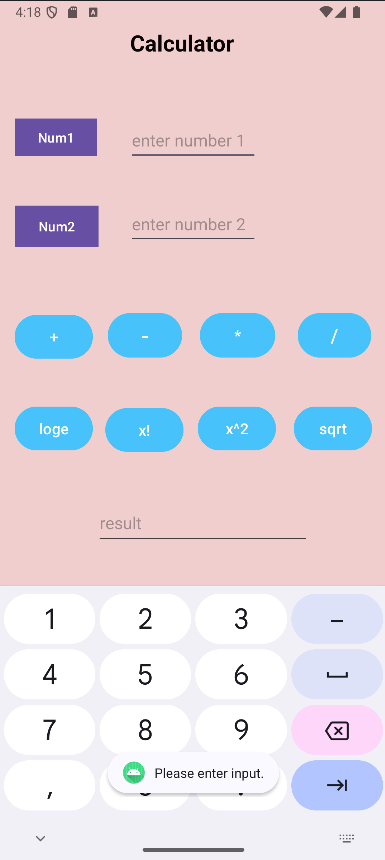 4:18
Calculator
Num1 enter number 1
Num2 enter number 2
+ - * /
loge x! x^2 sqrt
result
1 2 3 –
4 5 6
7 8 9
,
Please enter input.